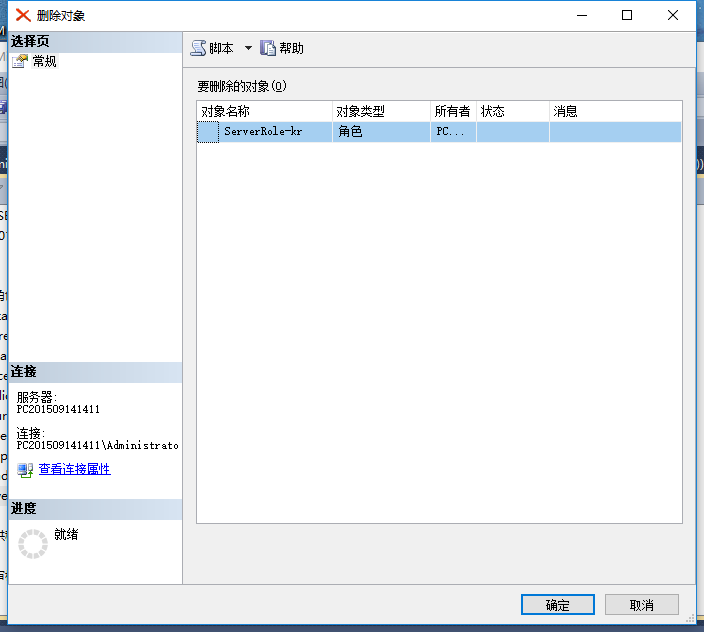 删除对象
选择页
常规
脚本 帮助
要删除的对象(O)
对象名称 对象类型 所有者 状态 消息
ServerRole-kr 角色 PC...
连接
服务器:
PC201509141411
连接:
PC201509141411\Administrato
查看连接属性
进度
就绪
确定 取消